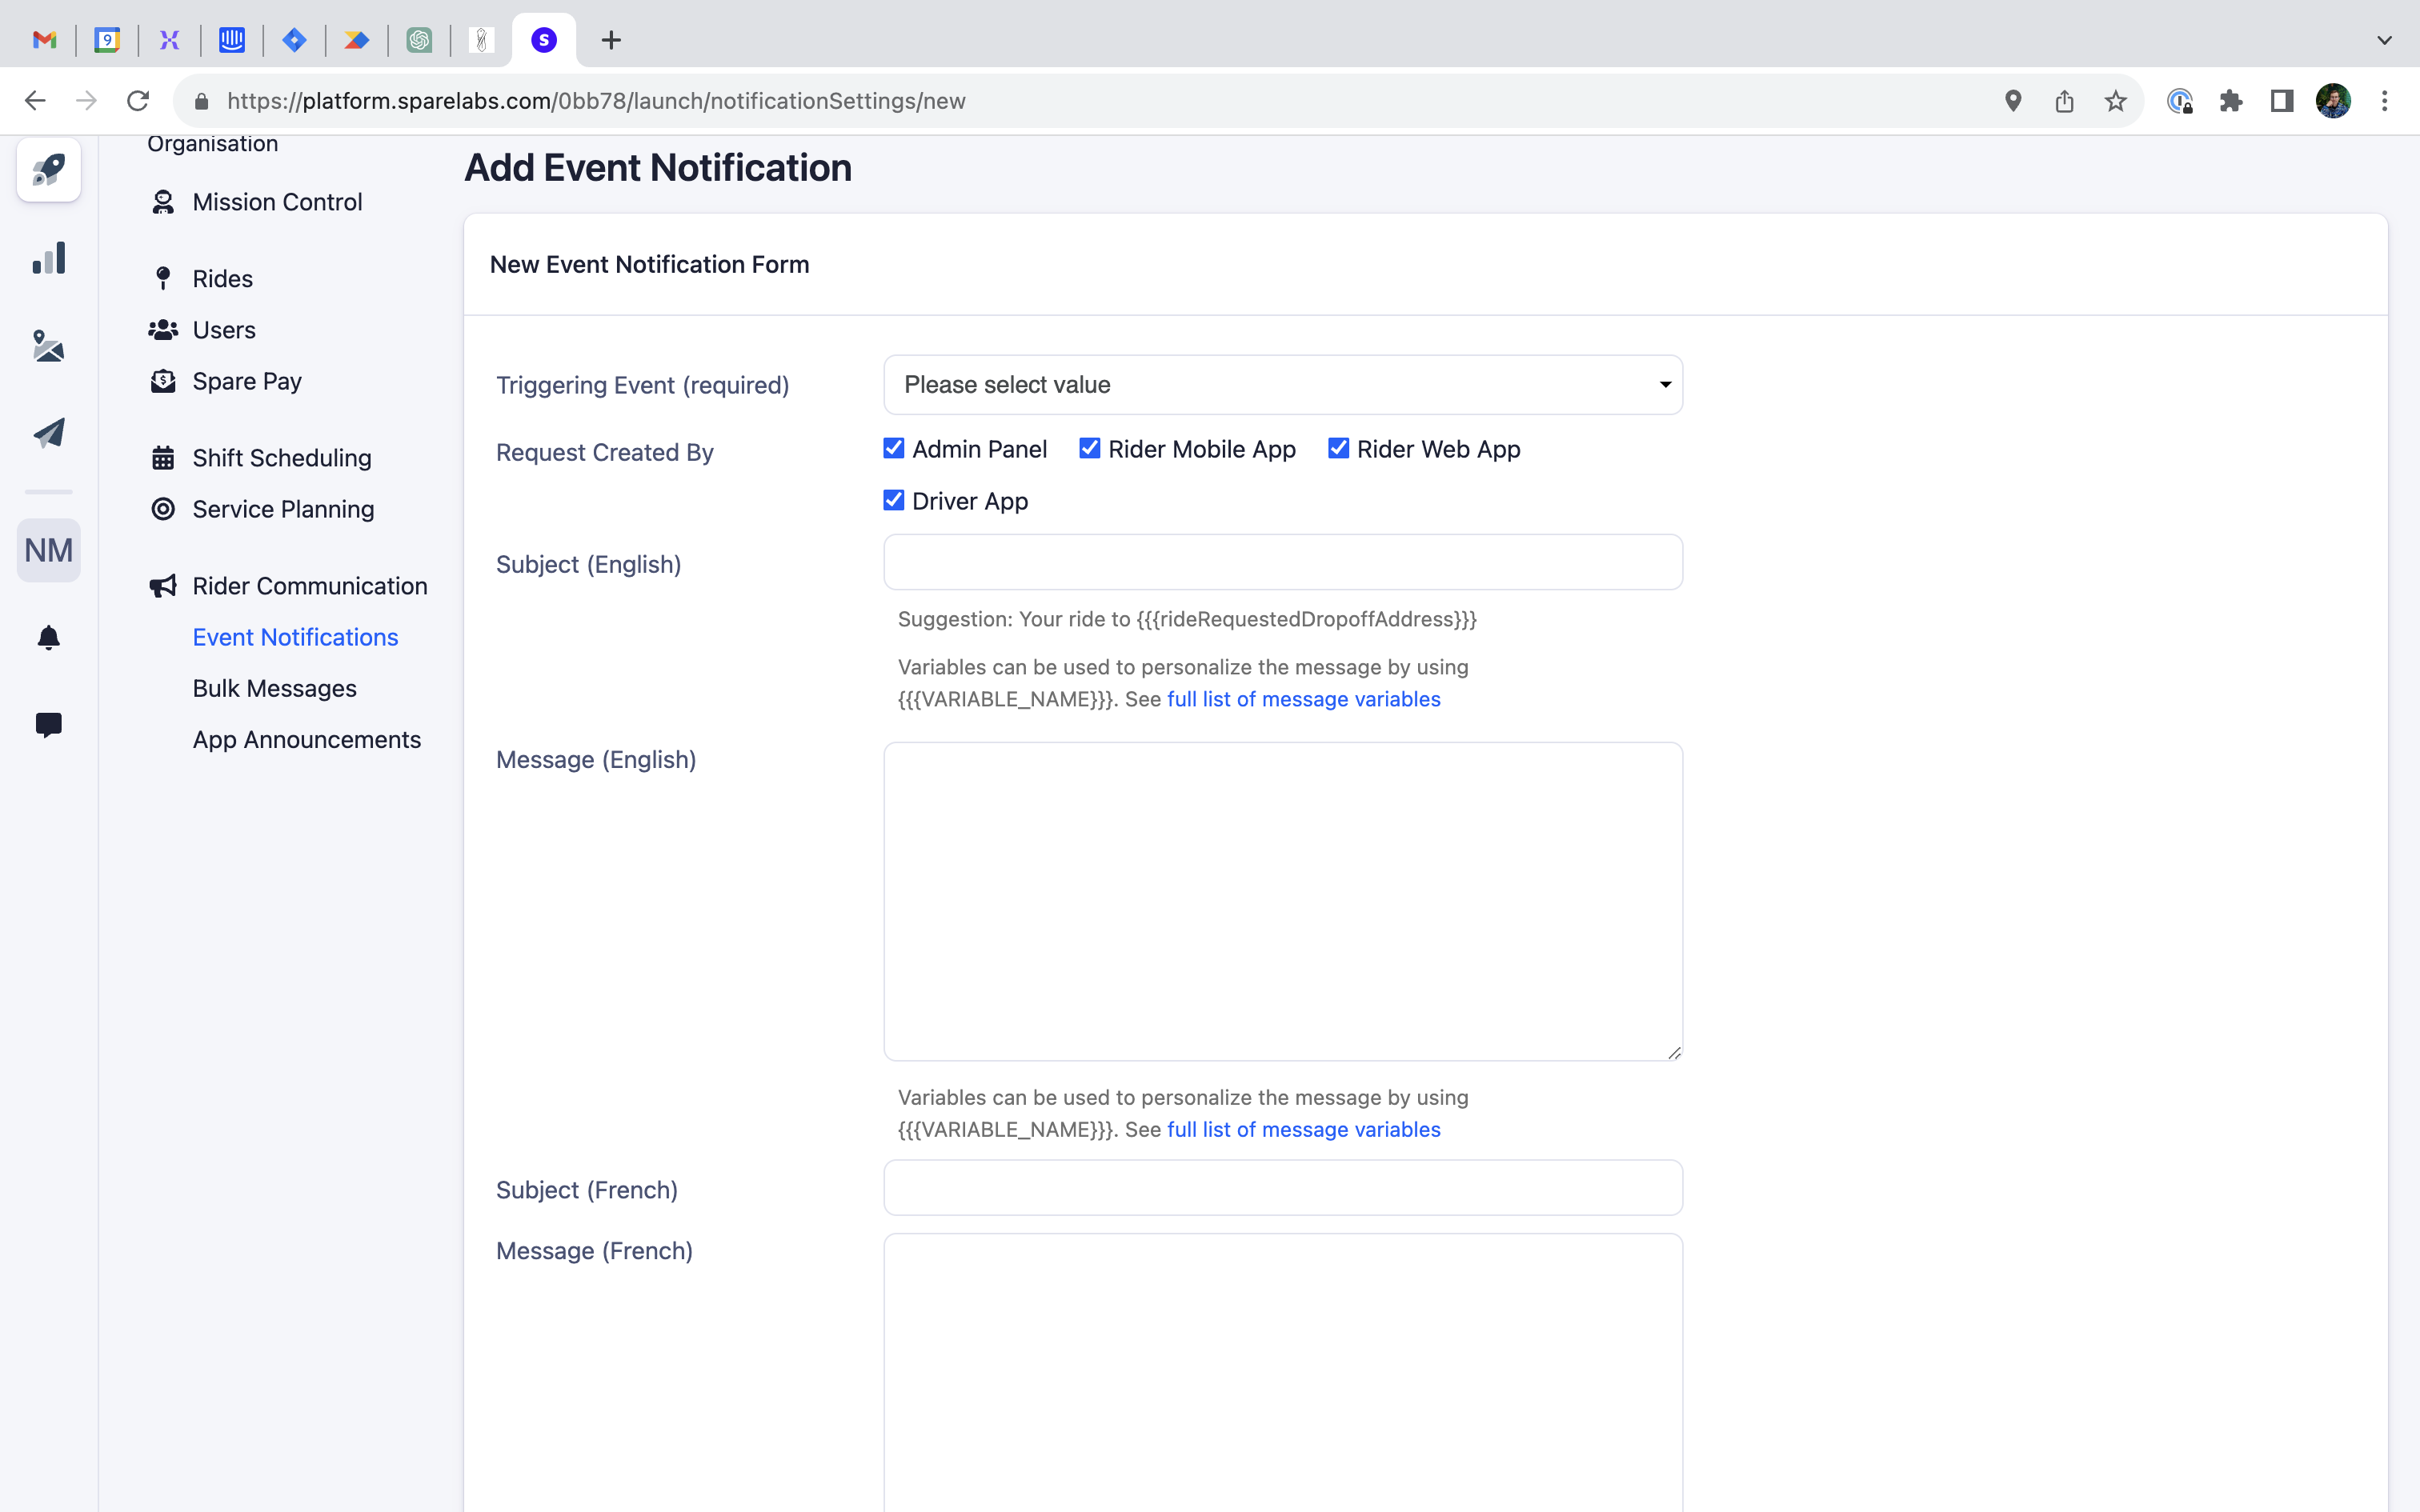 9
S
https://platform.sparelabs.com/0bb78/launch/notificationSettings/new
Organisation
Mission Control
Rides
Users
Spare Pay
Shift Scheduling
Service Planning
NM
Rider Communication
Event Notifications
Bulk Messages
App Announcements
Add Event Notification
New Event Notification Form
Triggering Event (required)
Please select value
Request Created By
Admin Panel
Rider Mobile App
Rider Web App
Driver App
Subject (English)
Suggestion: Your ride to {{{rideRequestedDropoffAddress}}}
Variables can be used to personalize the message by using
{{{VARIABLE_NAME}}}. See full list of message variables
Message (English)
Variables can be used to personalize the message by using
{{{VARIABLE_NAME}}}. See full list of message variables
Subject (French)
Message (French)